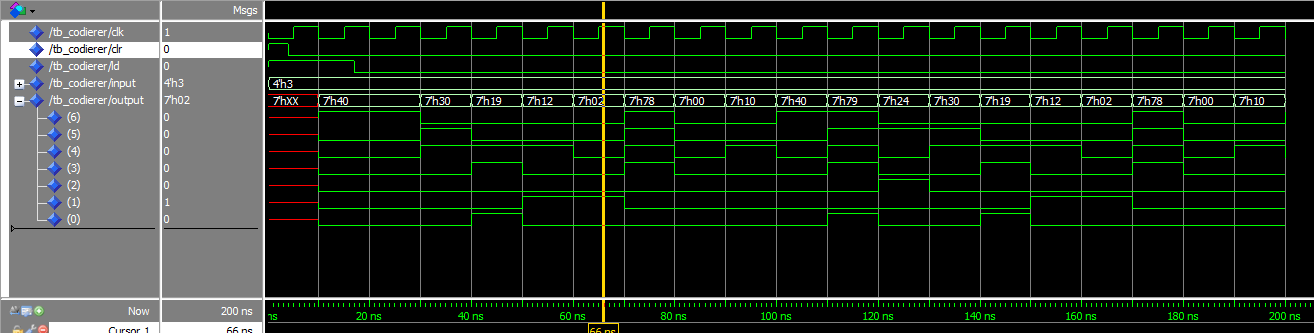 Msgs
/tb_codierer/clk 1
/tb_codierer/clr 0
/tb_codierer/ld 0
/tb_codierer/input 4'h3 4'h3
/tb_codierer/output 7'h02 7'hXX 7'h40 7'h30 7'h19 7'h12 7'h02 7'h78 7'h00 7'h10 7'h40 7'h79 7'h24 7'h30 7'h19 7'h12 7'h02 7'h78 7'h00 7'h10
(6) 0
(5) 0
(4) 0
(3) 0
(2) 0
(1) 1
(0) 0
Now 200 ns ns 20 ns 40 ns 60 ns 80 ns 100 ns 120 ns 140 ns 160 ns 180 ns 200 ns
Cursor 1 66 ns 66 ns